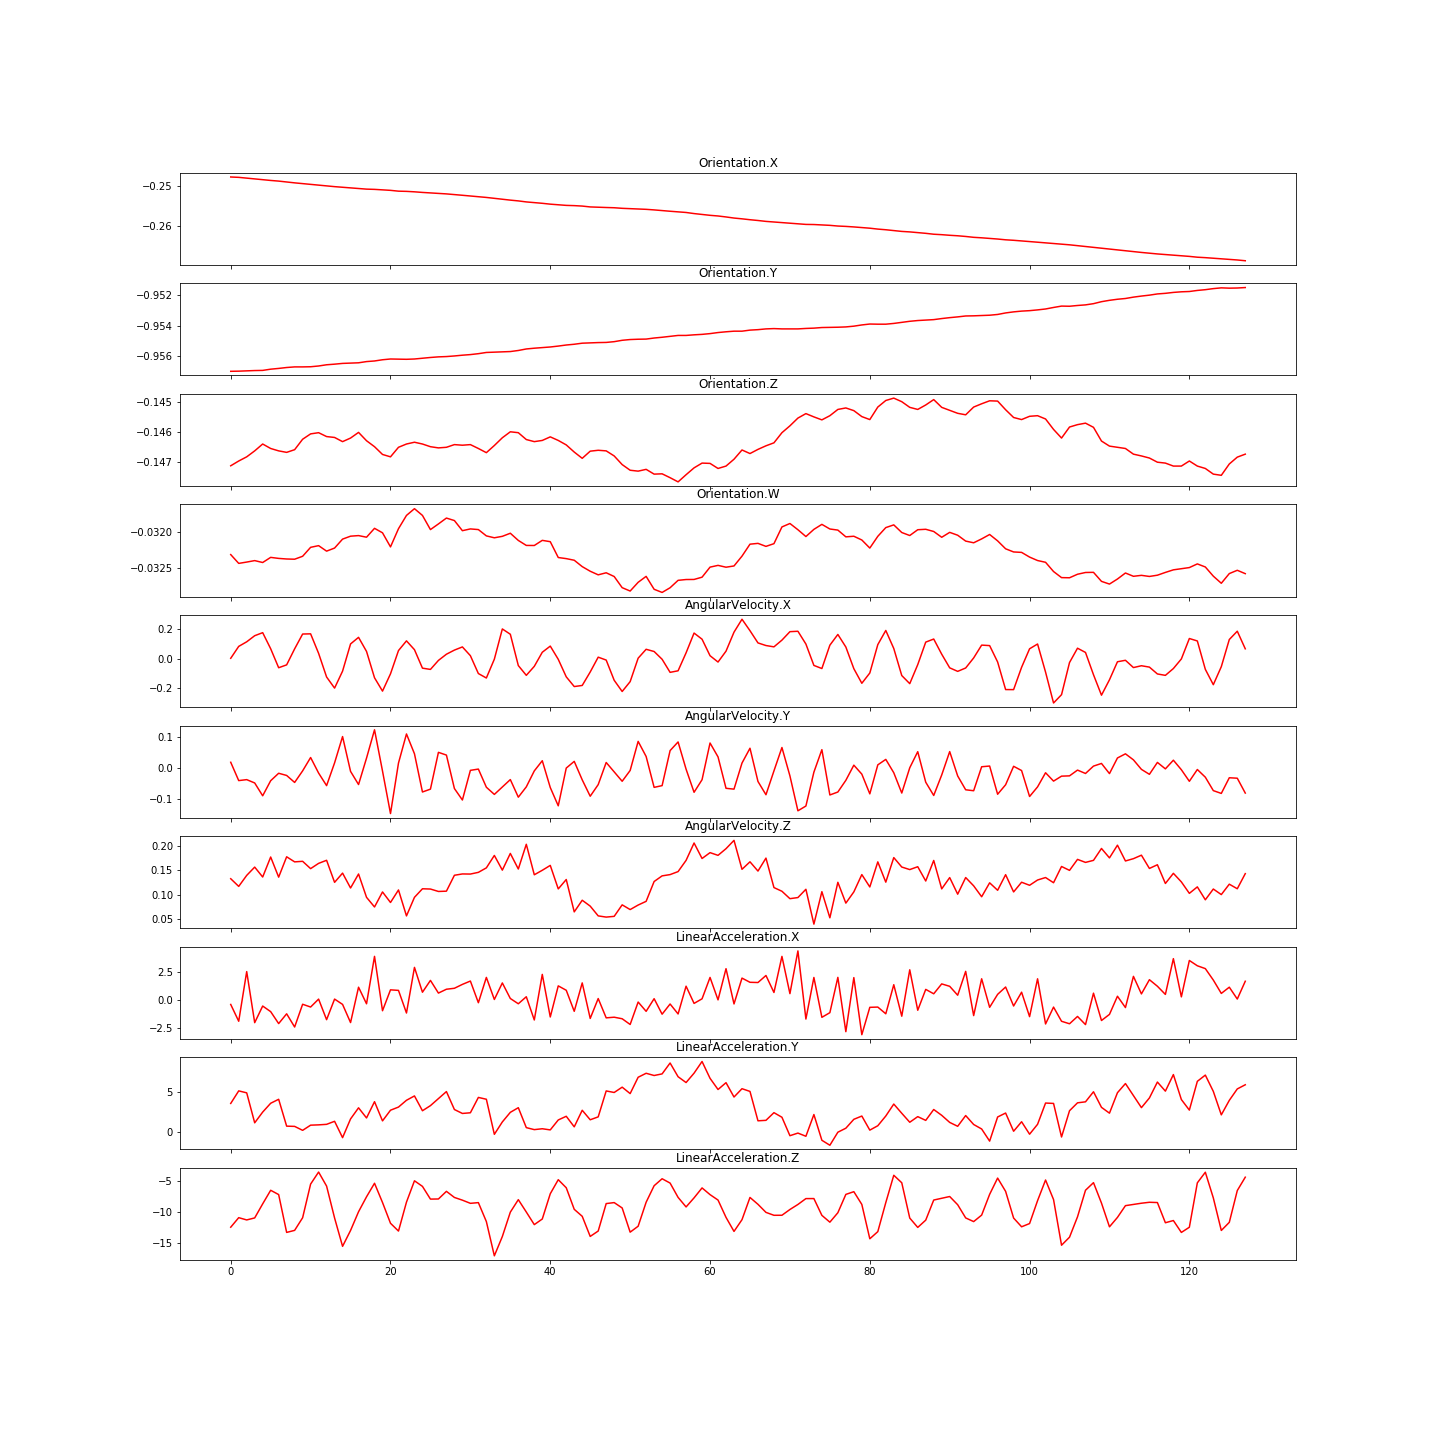 Orientation.X
−0.25
−0.26
Orientation.Y
−0.952
−0.954
−0.956
Orientation.Z
−0.145
−0.146
−0.147
Orientation.W
−0.0320
−0.0325
AngularVelocity.X
0.2
0.0
−0.2
AngularVelocity.Y
0.1
0.0
−0.1
AngularVelocity.Z
0.20
0.15
0.10
0.05
LinearAcceleration.X
2.5
0.0
−2.5
LinearAcceleration.Y
5
0
LinearAcceleration.Z
−5
−10
−15
0 20 40 60 80 100 120